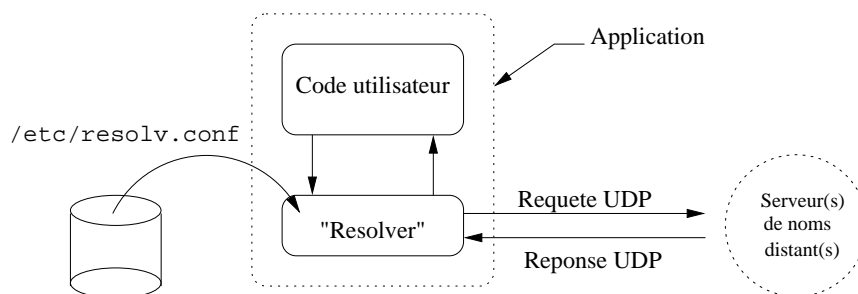 Application
Code utilisateur
/etc/resolv.conf
Requete UDP
"Resolver"
Reponse UDP
Serveur(s)
de noms
distant(s)